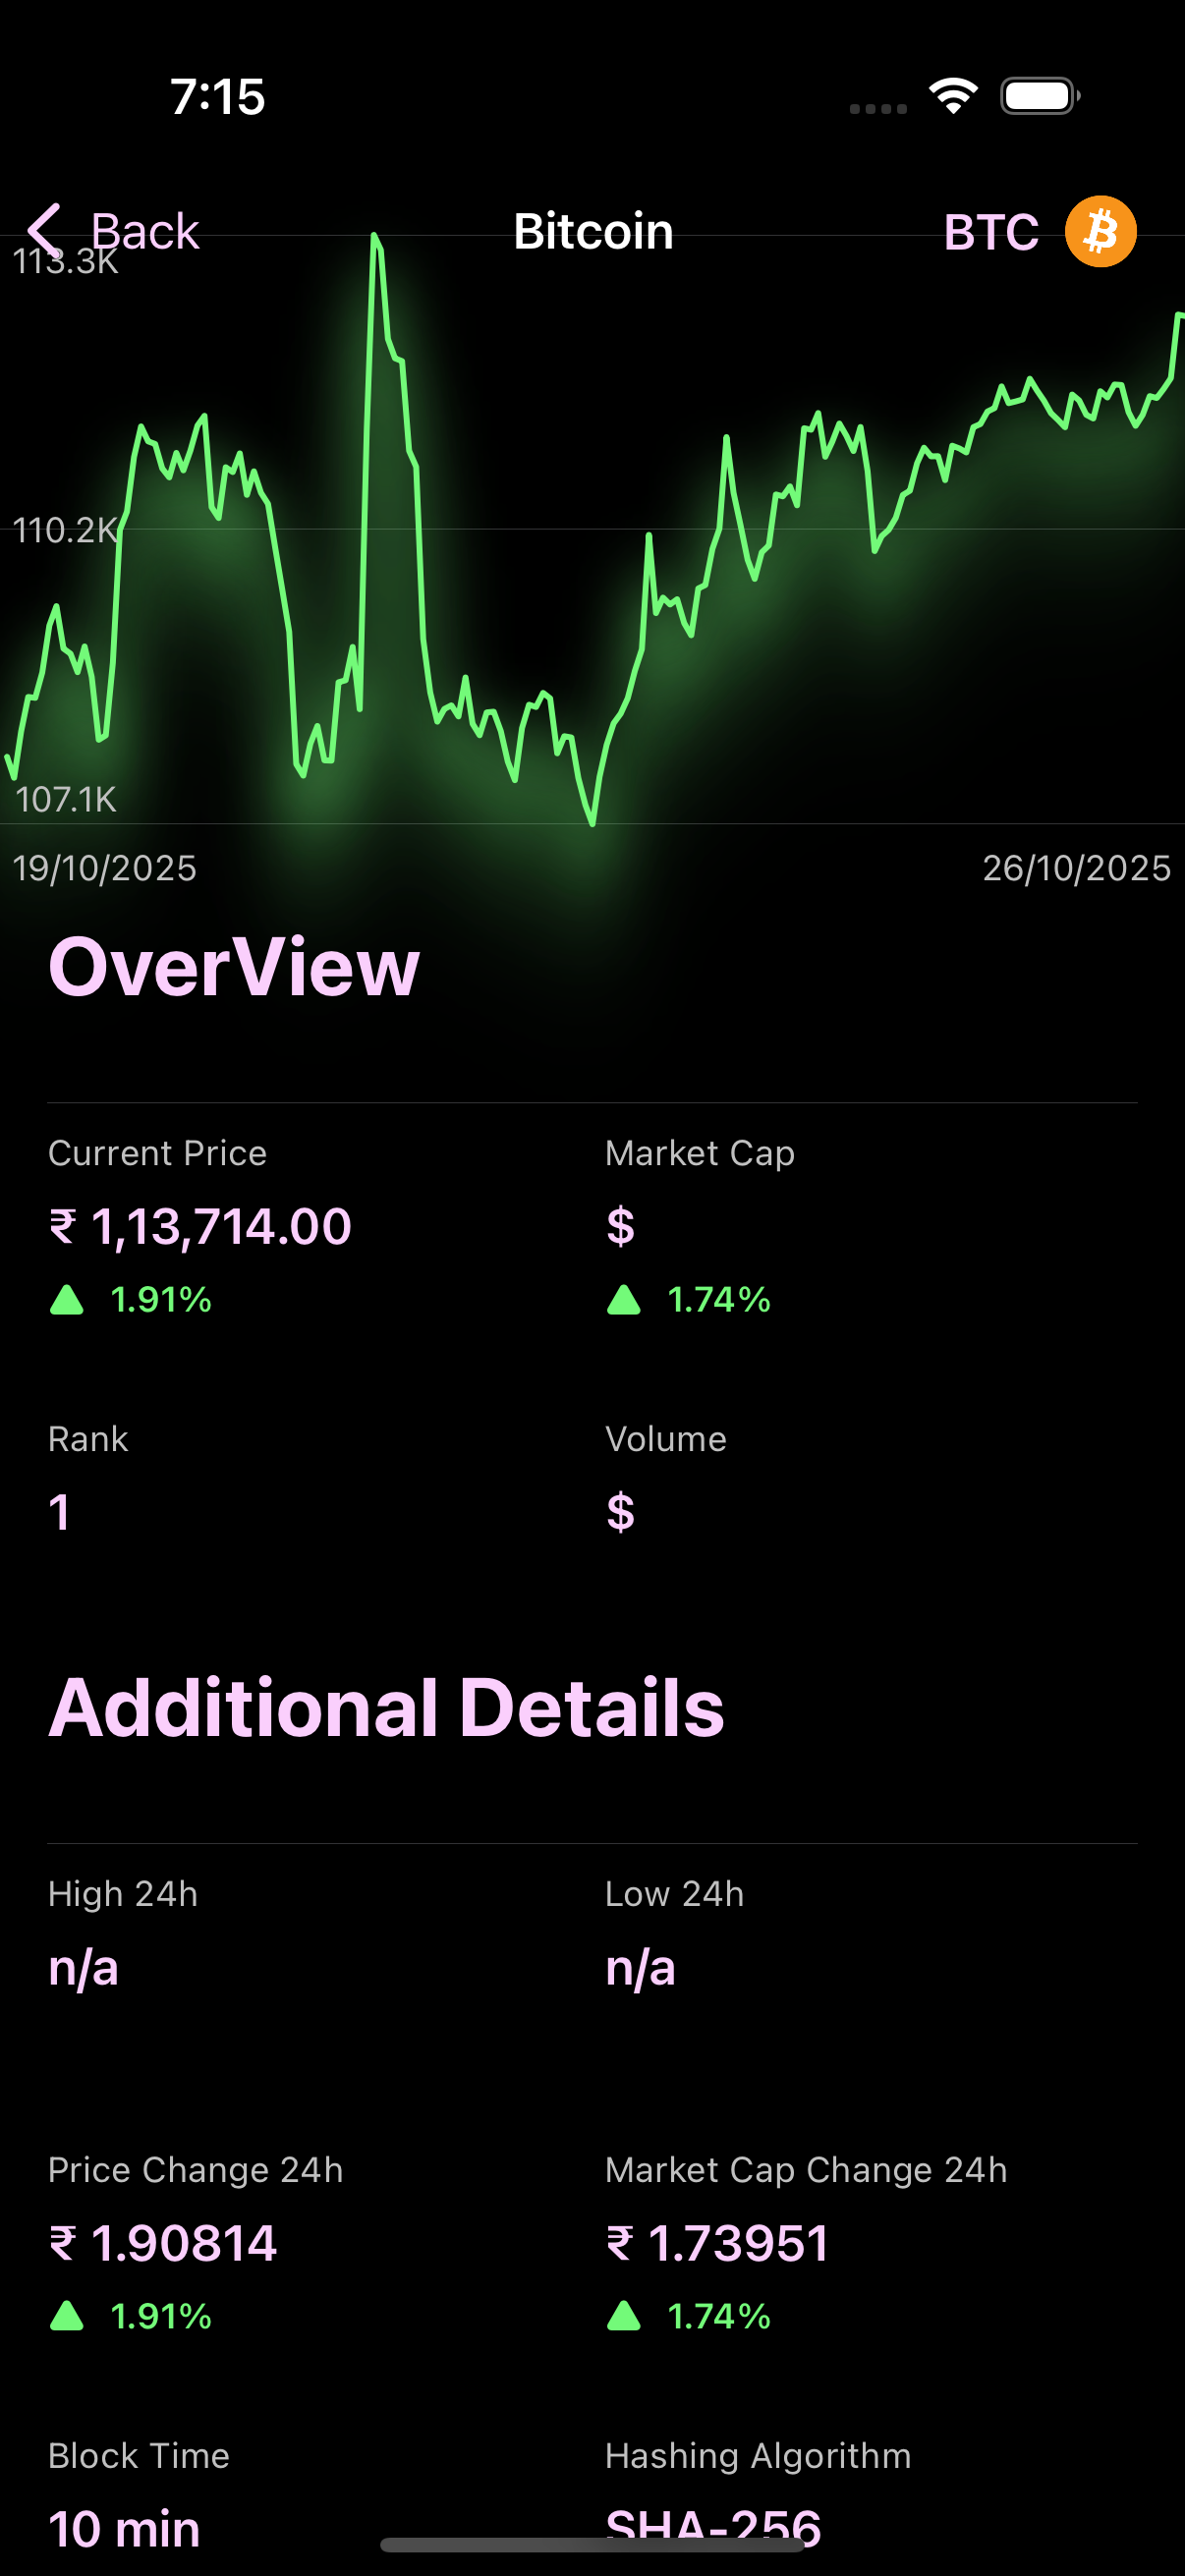 7:15
Back
Bitcoin
BTC
113.3K
110.2K
107.1K
19/10/2025
26/10/2025
OverView
Current Price
Market Cap
₹ 1,13,714.00
$
1.91%
1.74%
Rank
Volume
1
$
Additional Details
High 24h
Low 24h
n/a
n/a
Price Change 24h
Market Cap Change 24h
₹ 1.90814
₹ 1.73951
1.91%
1.74%
Block Time
Hashing Algorithm
10 min
SHA-256